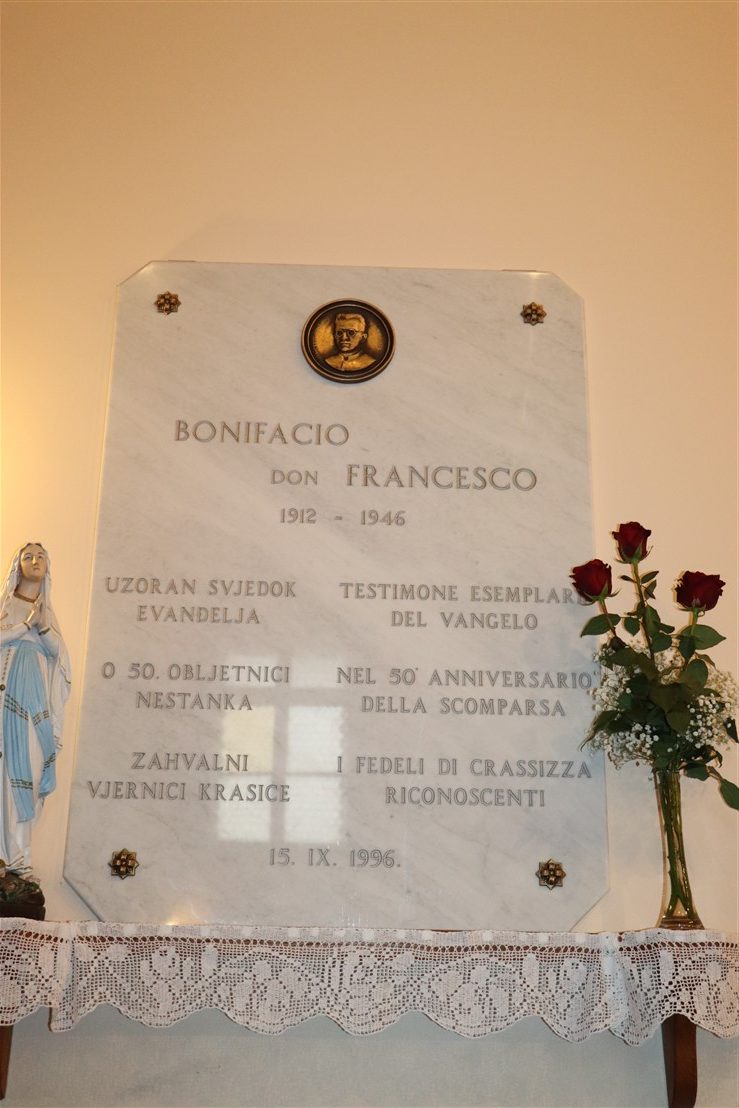 BONIFACIO
DON FRANCESCO
1912 - 1946
UZORAN SVJEDOK
EVANDELJA
TESTIMONE ESEMPLARE
DEL VANGELO
O 50. OBLJETNICI
NESTANKA
NEL 50° ANNIVERSARIO
DELLA SCOMPARSA
ZAHVALNI
VJERNICI KRASICE
I FEDELI DI CRASSIZZA
RICONOSCENTI
15. IX. 1996.